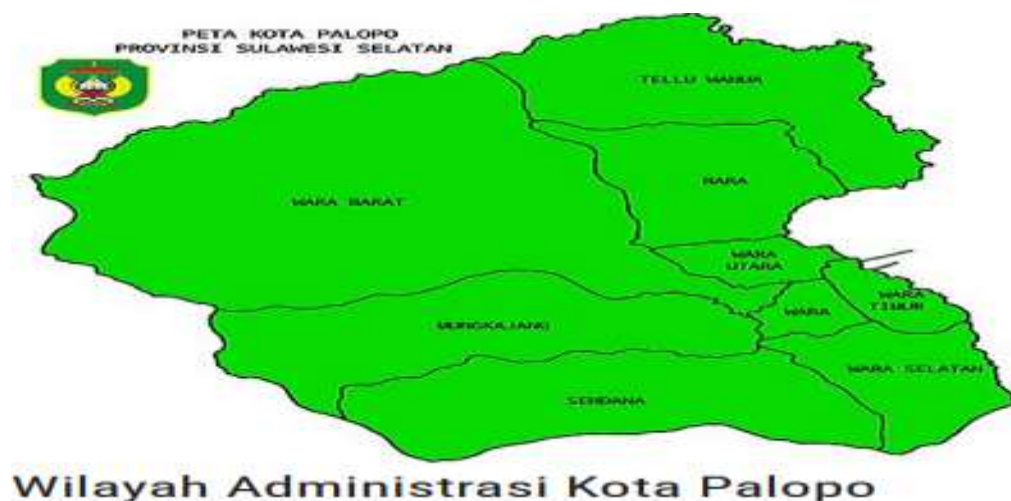 PETA KOTA PALOPO
PROVINSI SULAWESI SELATAN
TELLU WANUA
BARA
WARA BARAT
WARA
UTARA
WARA
TIMUR
WARA
MUNGKAJANG
WARA SELATAN
SENDANA
Wilayah Administrasi Kota Palopo